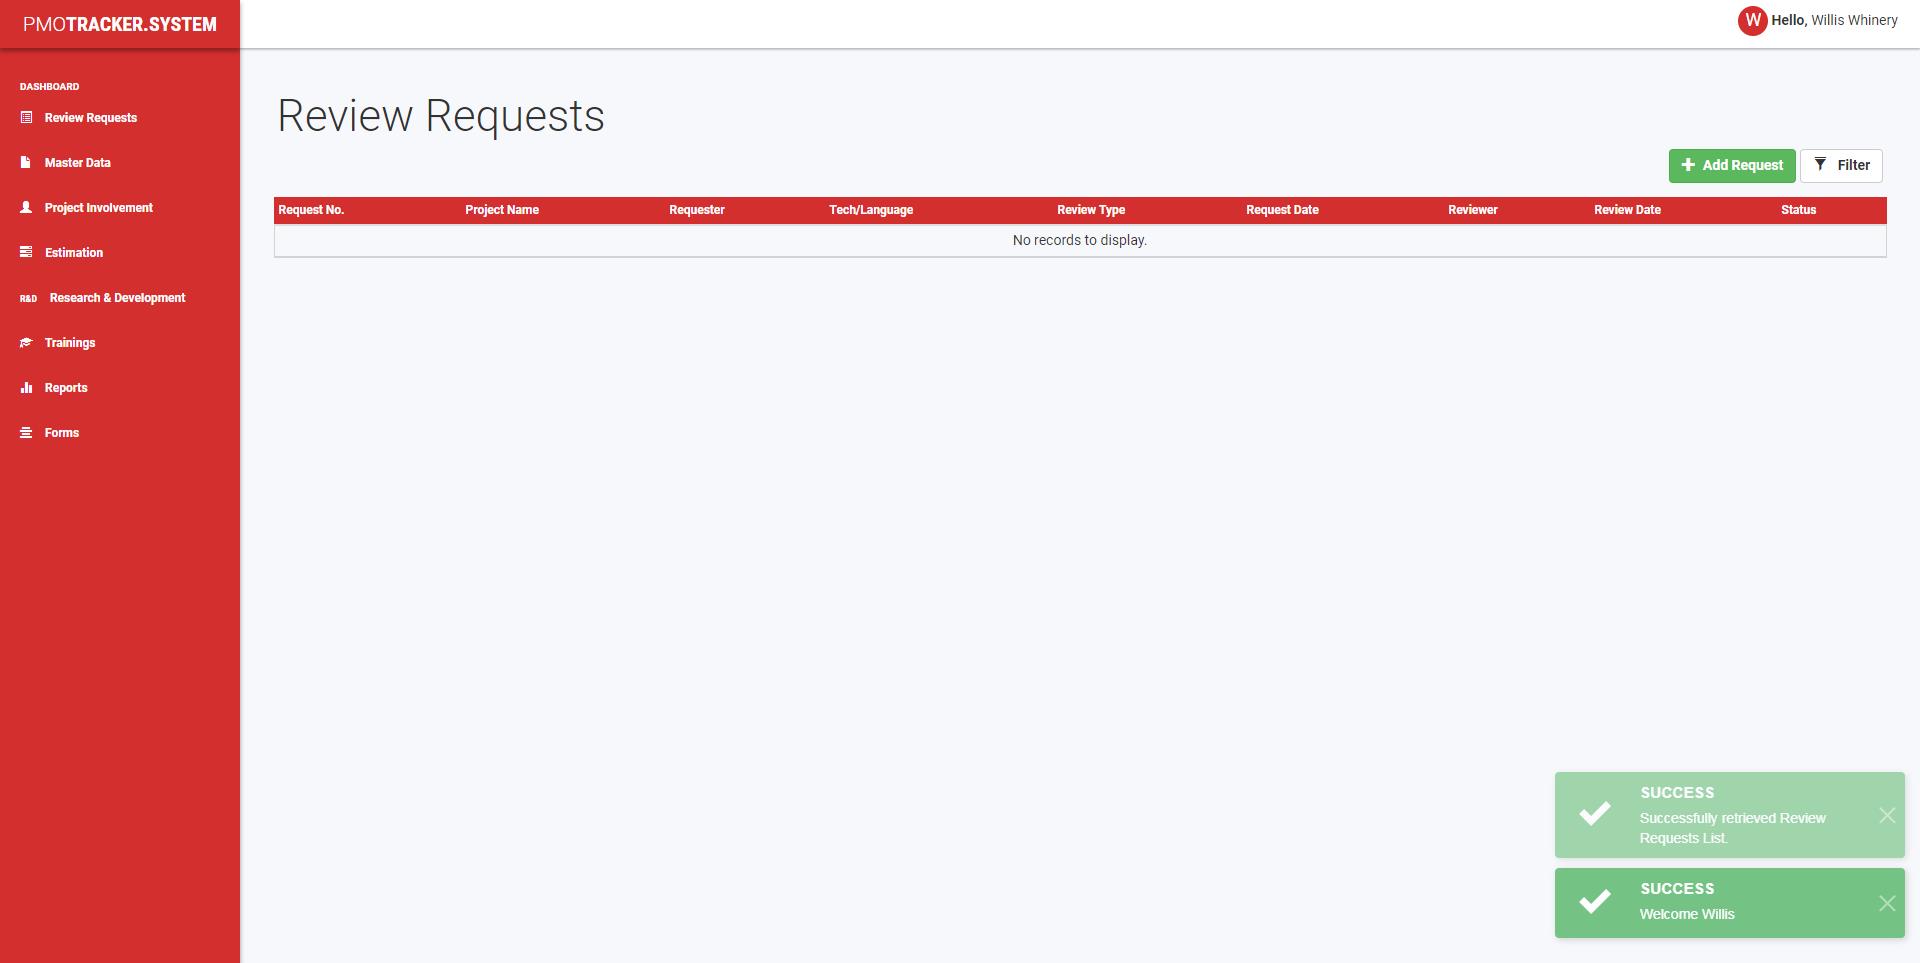 PMOTRACKER.SYSTEM
W Hello, Willis Whinery
DASHBOARD
Review Requests
Master Data
Project Involvement
Estimation
R&D Research & Development
Trainings
Reports
Forms
Review Requests
Add Request Filter
Request No. Project Name Requester Tech/Language Review Type Request Date Reviewer Review Date Status
No records to display.
SUCCESS
Successfully retrieved Review
Requests List.
SUCCESS
Welcome Willis